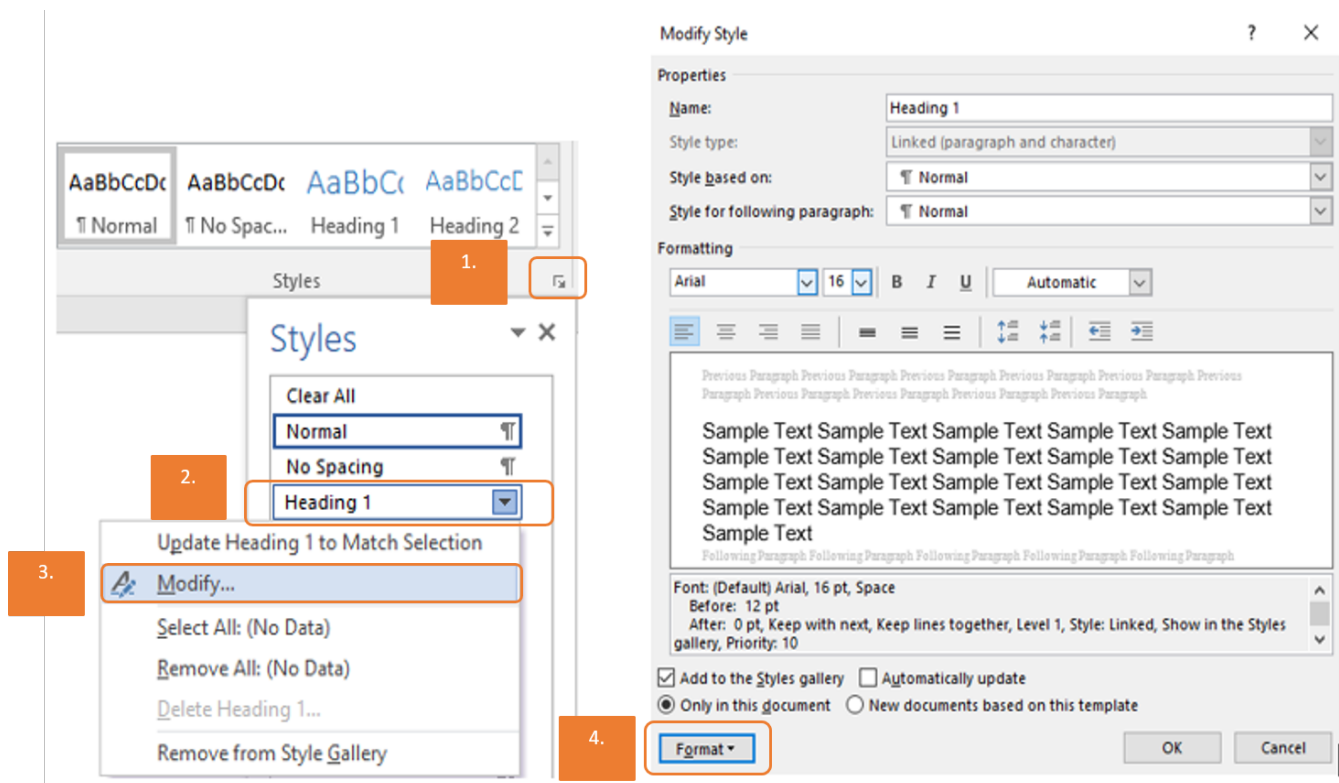 AaBbCcDc AaBbCcDc AaBbC( AaBbCcD
¶ Normal ¶ No Spac... Heading 1 Heading 2
1.
Styles
Styles
Clear All
Normal ¶
No Spacing ¶
2.
Heading 1
Update Heading 1 to Match Selection
3.
Modify...
Select All: (No Data)
Remove All: (No Data)
Delete Heading 1...
Remove from Style Gallery
Modify Style ?
Properties
Name: Heading 1
Style type: Linked (paragraph and character)
Style based on: ¶ Normal
Style for following paragraph: ¶ Normal
Formatting
Arial 16 B I U Automatic
Previous Paragraph Previous Paragraph Previous Paragraph Previous Paragraph Previous Paragraph Previous
Paragraph Previous Paragraph Previous Paragraph Previous Paragraph Previous Paragraph
Sample Text Sample Text Sample Text Sample Text Sample Text
Sample Text Sample Text Sample Text Sample Text Sample Text
Sample Text Sample Text Sample Text Sample Text Sample Text
Sample Text Sample Text Sample Text Sample Text Sample Text
Sample Text
Following Paragraph Following Paragraph Following Paragraph Following Paragraph Following Paragraph
Font: (Default) Arial, 16 pt, Space
Before: 12 pt
After: 0 pt, Keep with next, Keep lines together, Level 1, Style: Linked, Show in the Styles
gallery, Priority: 10
Add to the Styles gallery Automatically update
Only in this document New documents based on this template
4.
Format OK Cancel